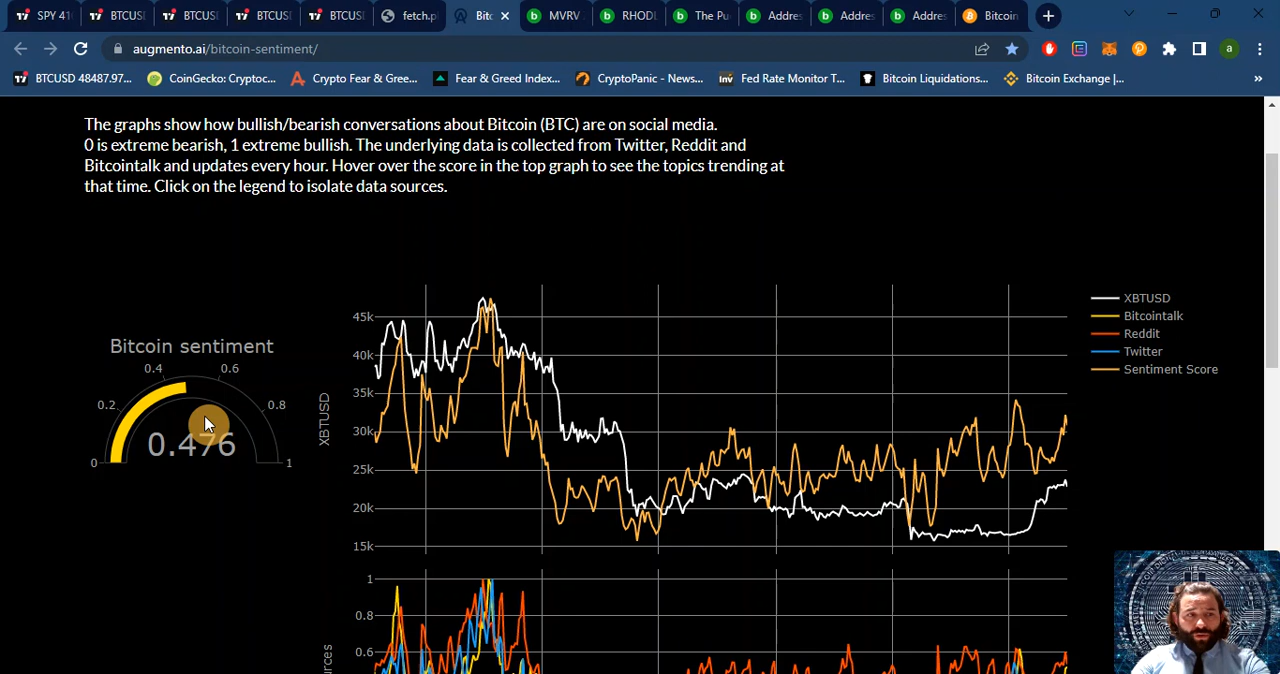 SPY 41
BTCUSD
BTCUSD
BTCUSD
BTCUSD
fetch.p
Bitc
MVRV
RHODL
The Pu
Addres
Addres
Addres
Bitcoin
augmento.ai/bitcoin-sentiment/
a
BTCUSD 48487.97...
CoinGecko: Cryptoc...
Crypto Fear & Gree...
Fear & Greed Index...
CryptoPanic - News...
Inv
Fed Rate Monitor T...
Bitcoin Liquidations...
Bitcoin Exchange |...
»
The graphs show how bullish/bearish conversations about Bitcoin (BTC) are on social media.
0 is extreme bearish, 1 extreme bullish. The underlying data is collected from Twitter, Reddit and
Bitcointalk and updates every hour. Hover over the score in the top graph to see the topics trending at
that time. Click on the legend to isolate data sources.
Bitcoin sentiment
0
0.2
0.4
0.6
0.8
1
0.476
XBTUSD
45k
40k
35k
30k
25k
20k
15k
XBTUSD
Bitcointalk
Reddit
Twitter
Sentiment Score
1
0.8
0.6
urces